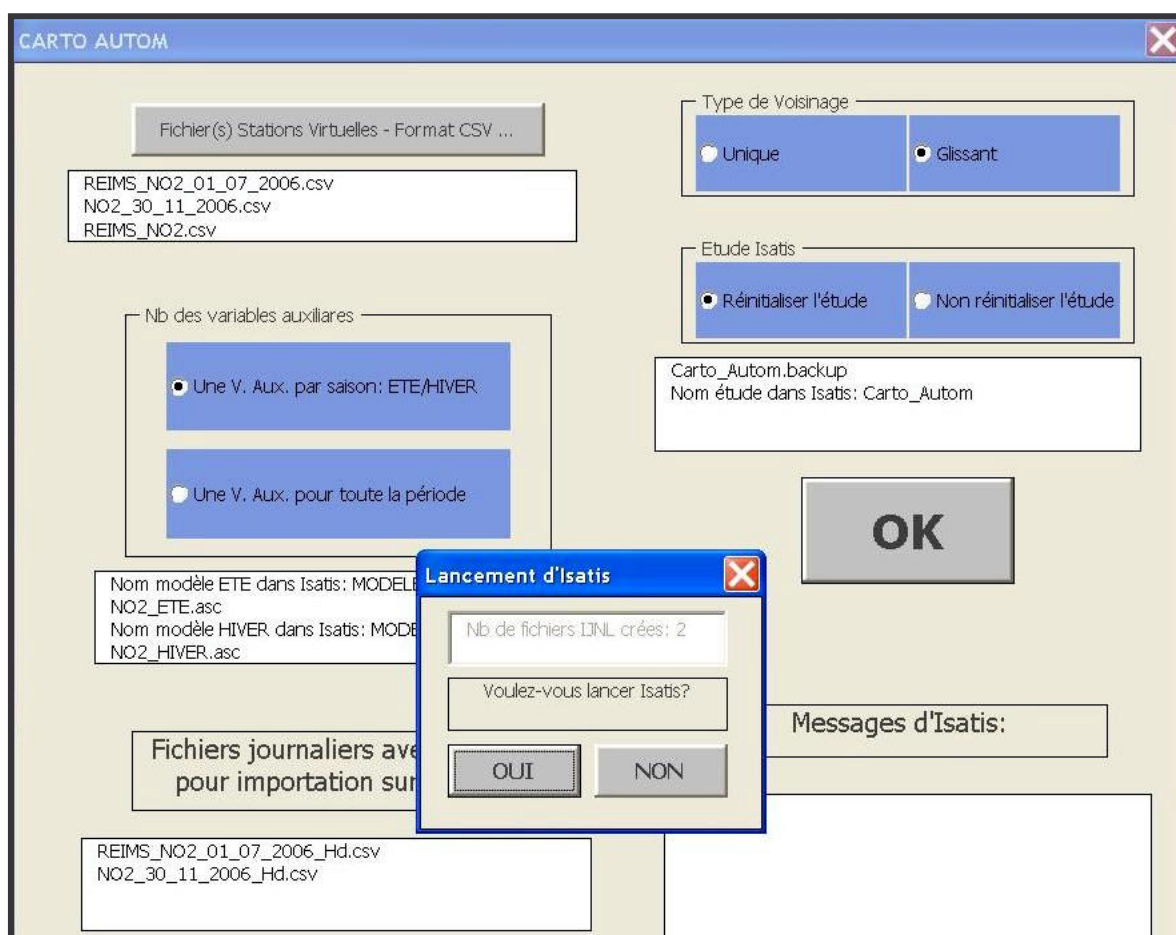 CARTO AUTOM
Fichier(s) Stations Virtuelles - Format CSV ...
REIMS_NO2_01_07_2006.csv
NO2_30_11_2006.csv
REIMS_NO2.csv
Type de Voisinage
Unique
Glissant
Etude Isatis
Réinitialiser l'étude
Non réinitialiser l'étude
Carto_Autom.backup
Nom étude dans Isatis: Carto_Autom
Nb des variables auxiliares
Une V. Aux. par saison: ETE/HIVER
Une V. Aux. pour toute la période
OK
Nom modèle ETE dans Isatis: MODELE
NO2_ETE.asc
Nom modèle HIVER dans Isatis: MODE
NO2_HIVER.asc
Lancement d'Isatis
Nb de fichiers IJNL crées: 2
Voulez-vous lancer Isatis?
OUI
NON
Fichiers journaliers ave
pour importation sur
REIMS_NO2_01_07_2006_Hd.csv
NO2_30_11_2006_Hd.csv
Messages d'Isatis: